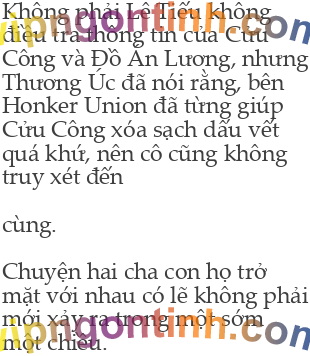 Không phải Lê Tiếu không
điều tra thông tin của Cửu
Công và Đồ An Lương, nhưng
Thương Úc đã nói rằng, bên
Honker Union đã từng giúp
Cửu Công xóa sạch dấu vết
quá khứ, nên cô cũng không
truy xét đến
cùng.
Chuyện hai cha con họ trở
mặt với nhau có lẽ không phải
mới xảy ra trong một sớm
một chiều.
vipngontinh.com
vipngontinh.com